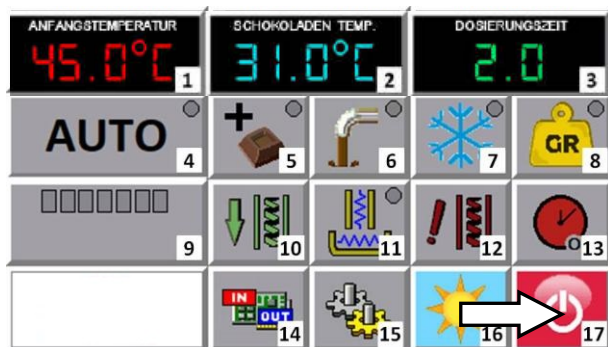 ANFANGSTEMPERATUR
45.0°C
1
SCHOKOLADEN TEMP.
31.0°C
2
DOSIERUNGSZEIT
2.0
3
AUTO
4
5
6
7
GR
8
9
10
11
12
13
IN
OUT
14
15
16
17